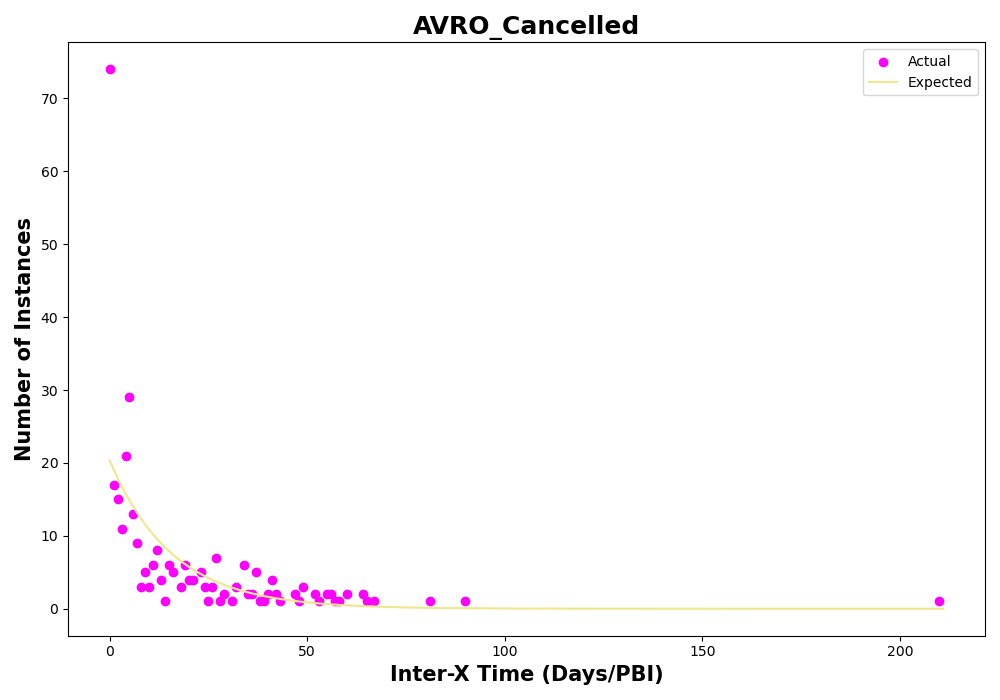 AVRO_Cancelled
Actual
Expected
Number of Instances
70
60
50
40
30
20
10
0
0
50
100
150
200
Inter-X Time (Days/PBI)